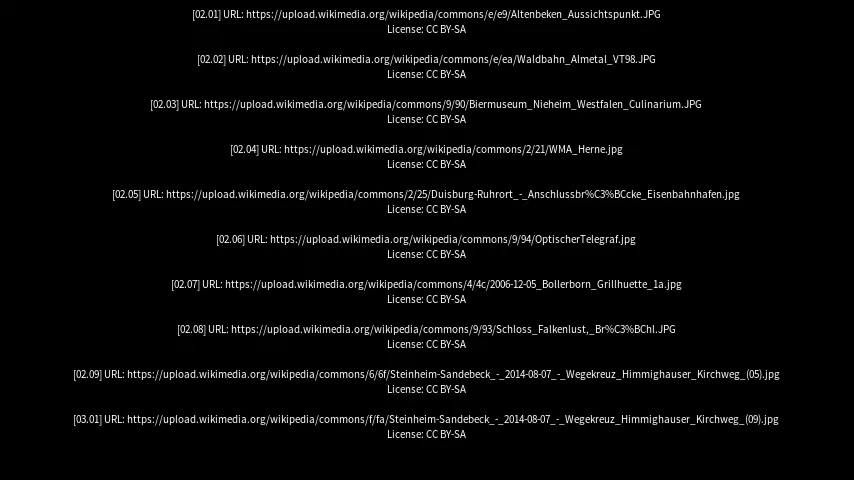 [02.01] URL: https://upload.wikimedia.org/wikipedia/commons/e/e9/Altenbeken_Aussichtspunkt.JPG
License: CC BY-SA
[02.02] URL: https://upload.wikimedia.org/wikipedia/commons/e/ea/Waldbahn_Almetal_VT98.JPG
License: CC BY-SA
[02.03] URL: https://upload.wikimedia.org/wikipedia/commons/9/90/Biermuseum_Nieheim_Westfalen_Culinarium.JPG
License: CC BY-SA
[02.04] URL: https://upload.wikimedia.org/wikipedia/commons/2/21/WMA_Herne.jpg
License: CC BY-SA
[02.05] URL: https://upload.wikimedia.org/wikipedia/commons/2/25/Duisburg-Ruhrort_-_Anschlussbr%C3%BCcke_Eisenbahnhafen.jpg
License: CC BY-SA
[02.06] URL: https://upload.wikimedia.org/wikipedia/commons/9/94/OptischerTelegraf.jpg
License: CC BY-SA
[02.07] URL: https://upload.wikimedia.org/wikipedia/commons/4/4c/2006-12-05_Bollerborn_Grillhuette_1a.jpg
License: CC BY-SA
[02.08] URL: https://upload.wikimedia.org/wikipedia/commons/9/93/Schloss_Falkenlust,_Br%C3%BChl.JPG
License: CC BY-SA
[02.09] URL: https://upload.wikimedia.org/wikipedia/commons/6/6f/Steinheim-Sandebeck_-_2014-08-07_-_Wegekreuz_Himmighauser_Kirchweg_(05).jpg
License: CC BY-SA
[03.01] URL: https://upload.wikimedia.org/wikipedia/commons/f/fa/Steinheim-Sandebeck_-_2014-08-07_-_Wegekreuz_Himmighauser_Kirchweg_(09).jpg
License: CC BY-SA